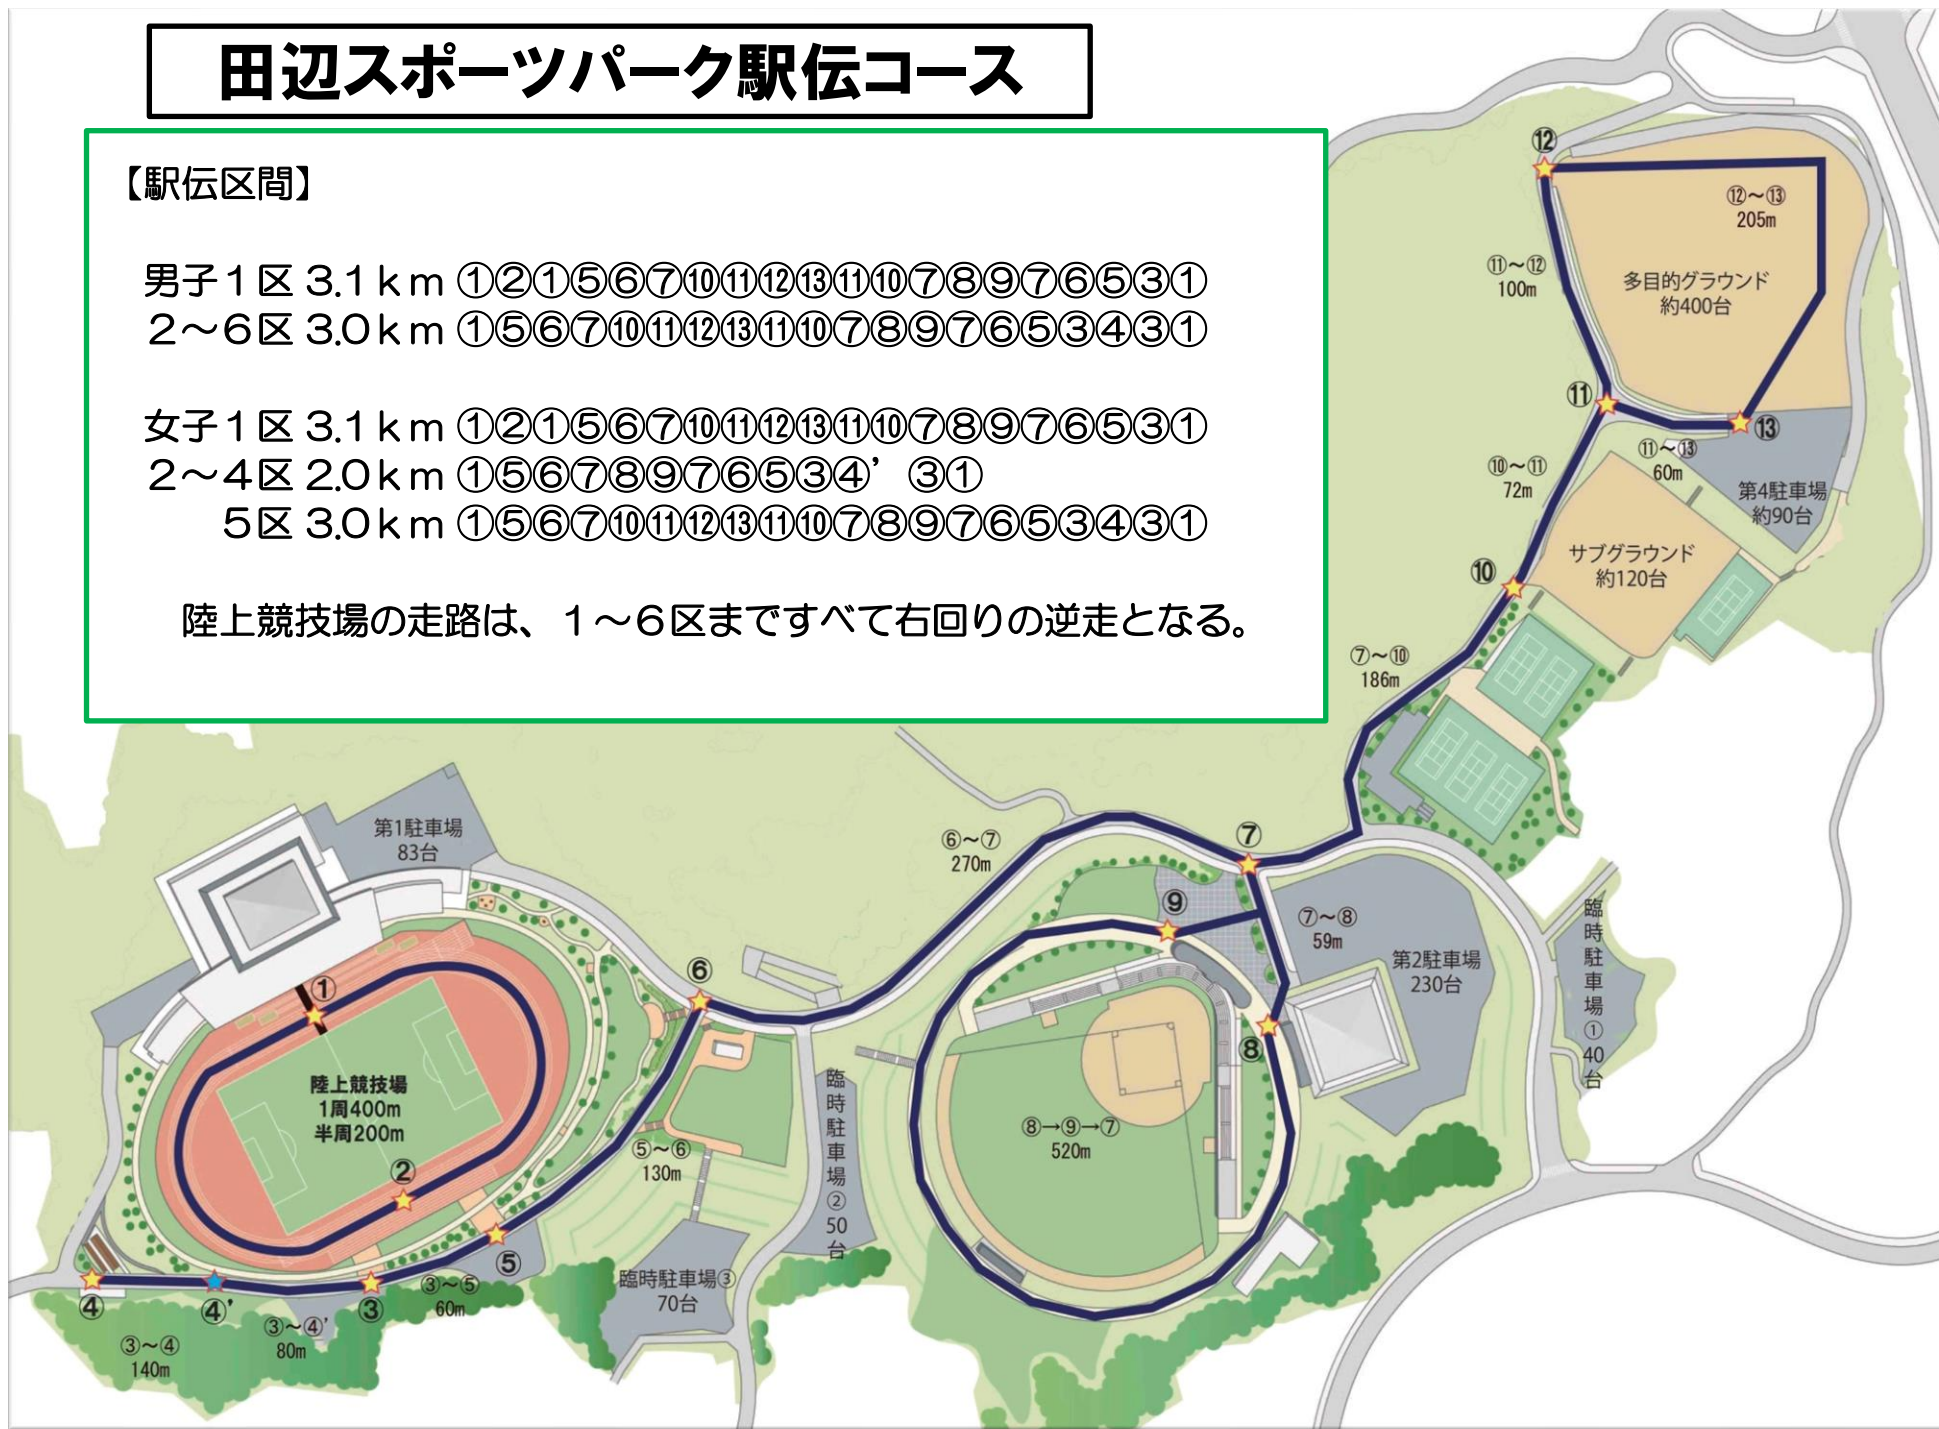 田辺スポーツパーク駅伝コース
【駅伝区間】
男子１区 3.1ｋｍ ①②①⑤⑥⑦⑩⑪⑫⑬⑪⑩⑦⑧⑨⑦⑥⑤③①
２～６区 3.0ｋｍ ①⑤⑥⑦⑩⑪⑫⑬⑪⑩⑦⑧⑨⑦⑥⑤③④③①
女子１区 3.1ｋｍ ①②①⑤⑥⑦⑩⑪⑫⑬⑪⑩⑦⑧⑨⑦⑥⑤③①
２～４区 2.0ｋｍ ①⑤⑥⑦⑧⑨⑦⑥⑤③④’ ③①
５区 3.0ｋｍ ①⑤⑥⑦⑩⑪⑫⑬⑪⑩⑦⑧⑨⑦⑥⑤③④③①
陸上競技場の走路は、１～６区まですべて右回りの逆走となる。
⑫
⑫～⑬
205m
⑪～⑫
100m
多目的グラウンド
約400台
⑪
⑬
⑪～⑬
60m
⑩～⑪
72m
第4駐車場
約90台
サブグラウンド
約120台
⑩
⑦～⑩
186m
第1駐車場
83台
⑥～⑦
270m
⑦
⑨
⑦～⑧
59m
第2駐車場
230台
臨時駐車場①40台
⑥
①
⑧
陸上競技場
1周400m
半周200m
臨時駐車場②50台
⑧→⑨→⑦
520m
⑤～⑥
130m
②
⑤
③～⑤
60m
臨時駐車場③
70台
④
④’
③
③～④’
80m
③～④
140m